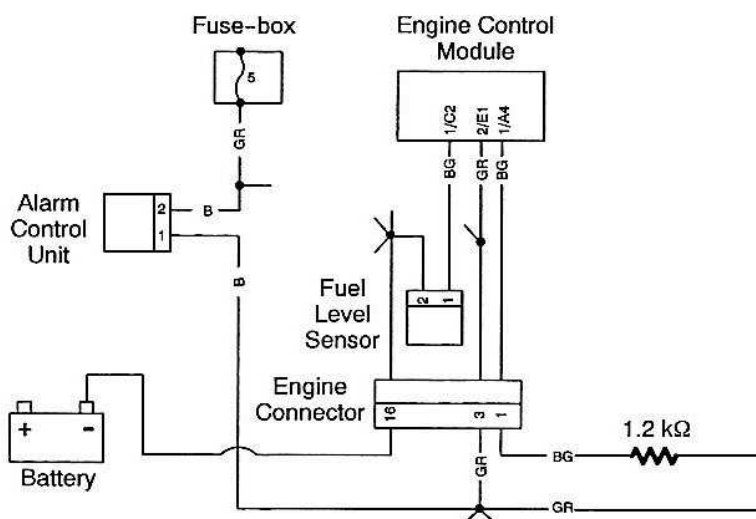 Fuse-box
5
GR
Engine Control
Module
1/C2
2/E1
1/A4
BG
GR
BG
Alarm
Control
Unit
2
1
B
B
Fuel
Level
Sensor
2
1
Engine
Connector
16
3
1
+
-
Battery
GR
BG
1.2 kΩ
GR